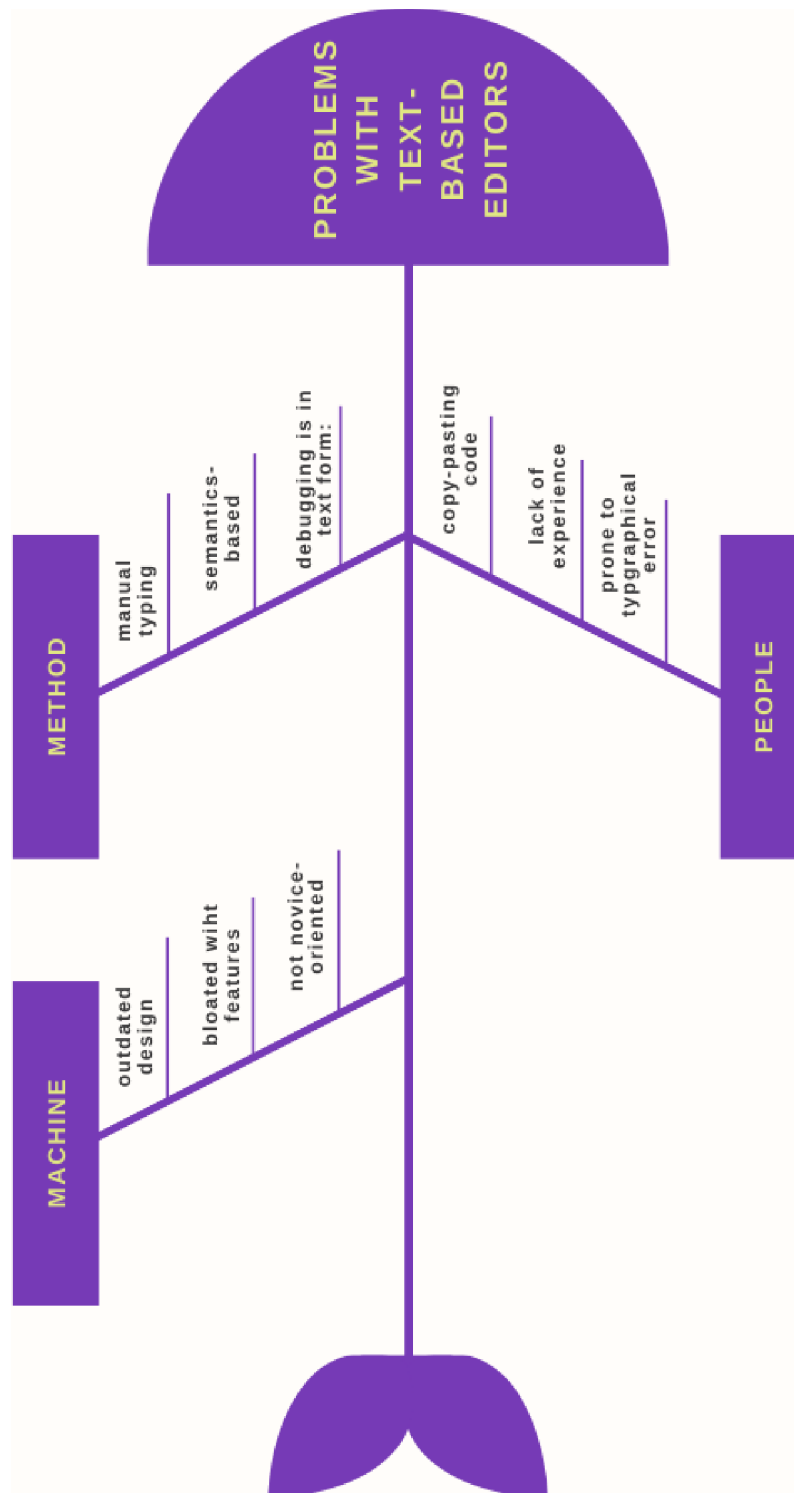 PROBLEMS
WITH
TEXT-
BASED
EDITORS
METHOD
manual
typing
semantics-
based
debugging is in
text form:
MACHINE
outdated
design
bloated wiht
features
not novice-
oriented
PEOPLE
copy-pasting
code
lack of
experience
prone to
typgraphical
error